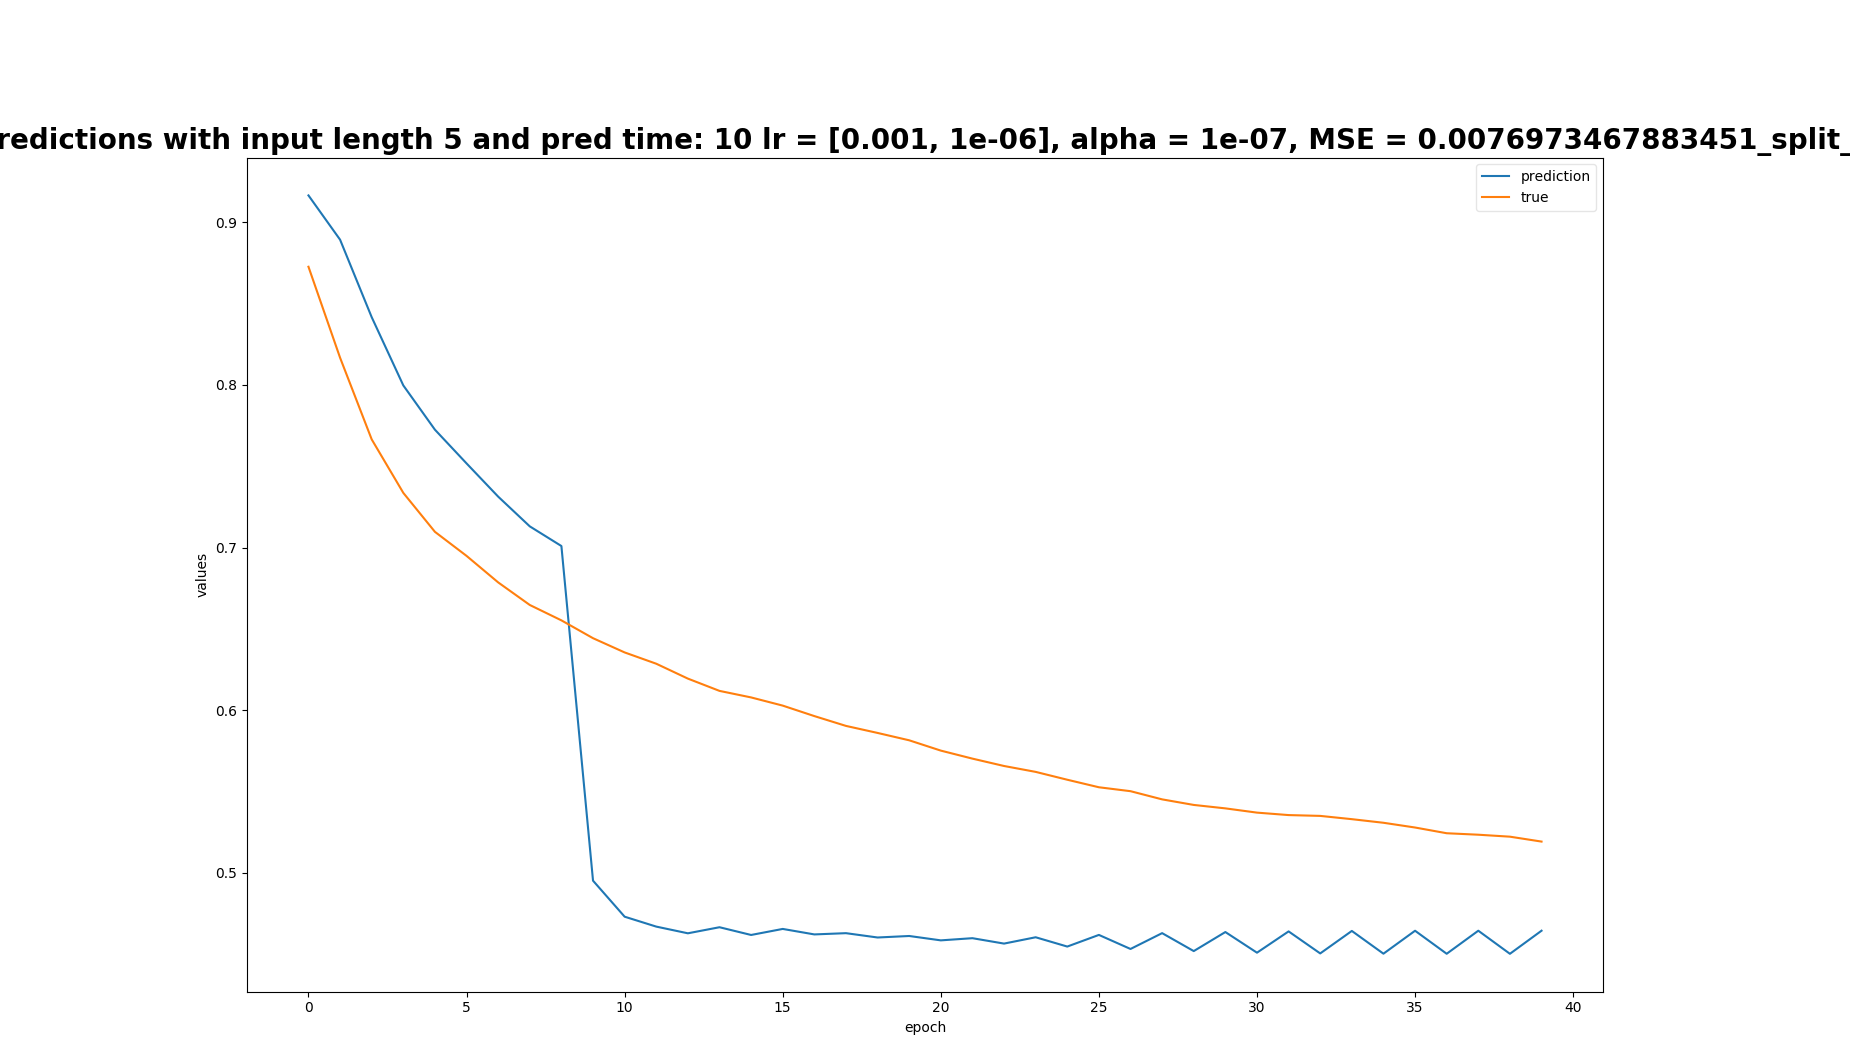 redictions with input length 5 and pred time: 10 lr = [0.001, 1e-06], alpha = 1e-07, MSE = 0.0076973467883451_split_
prediction
true
0.9
0.8
0.7
0.6
0.5
values
0 5 10 15 20 25 30 35 40
epoch